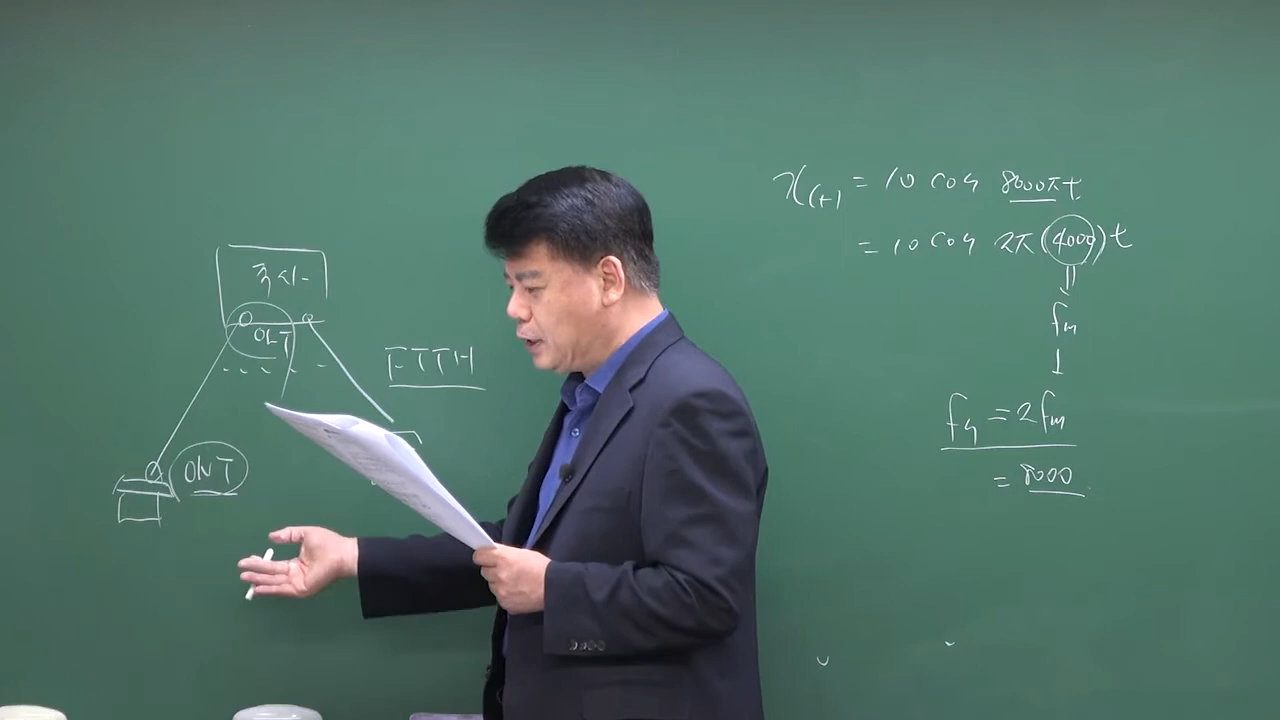 국사
OLT
FTTH
ONT
x(t) = 10 cos 8000πt
= 10 cos 2π(4000)t
fm
fs = 2fm
= 8000